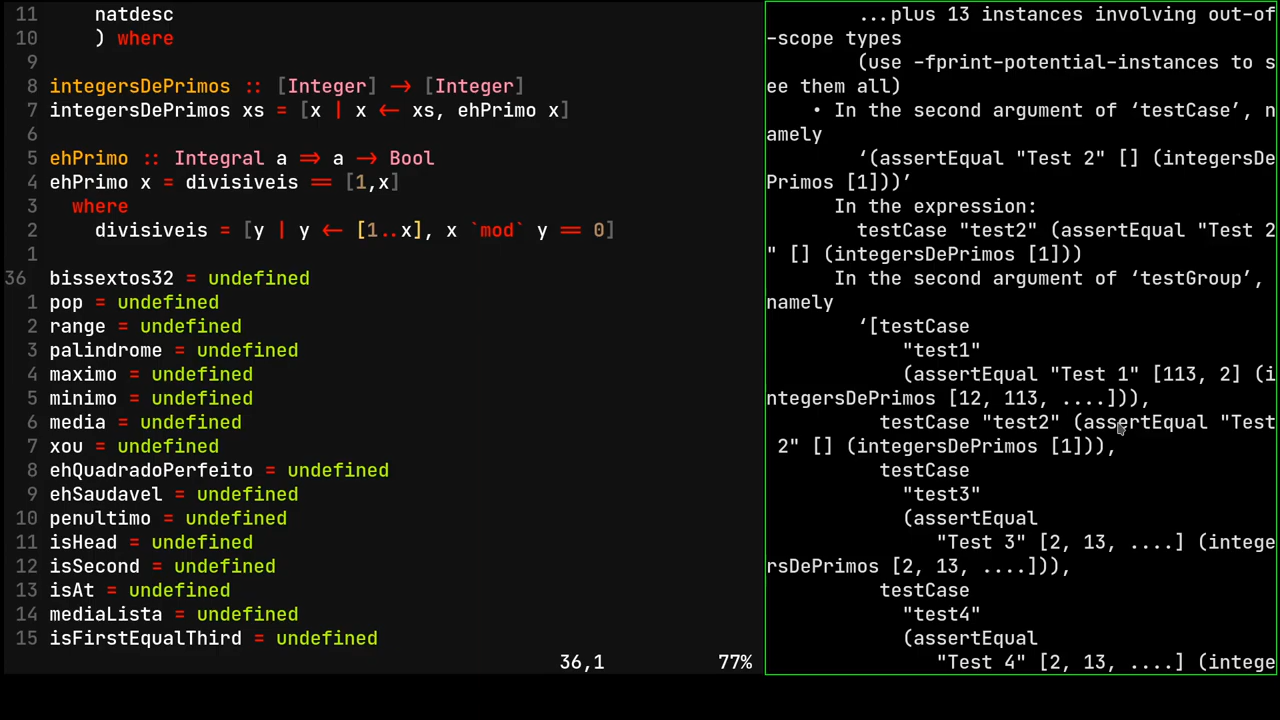 11      natdesc
10      ) where
9
8 integersDePrimos :: [Integer] → [Integer]
7 integersDePrimos xs = [x | x ← xs, ehPrimo x]
6
5 ehPrimo :: Integral a ⇒ a → Bool
4 ehPrimo x = divisiveis == [1,x]
3   where
2     divisiveis = [y | y ← [1..x], x `mod` y == 0]
1
36 bissextos32 = undefined
1 pop = undefined
2 range = undefined
3 palindrome = undefined
4 maximo = undefined
5 minimo = undefined
6 media = undefined
7 xou = undefined
8 ehQuadradoPerfeito = undefined
9 ehSaudavel = undefined
10 penultimo = undefined
11 isHead = undefined
12 isSecond = undefined
13 isAt = undefined
14 mediaLista = undefined
15 isFirstEqualThird = undefined
36,1 77%
...plus 13 instances involving out-of
-scope types
(use -fprint-potential-instances to s
ee them all)
• In the second argument of ‘testCase’, n
amely
‘(assertEqual "Test 2" [] (integersDe
Primos [1]))’
In the expression:
testCase "test2" (assertEqual "Test 2
" [] (integersDePrimos [1]))
In the second argument of ‘testGroup’,
namely
‘[testCase
"test1"
(assertEqual "Test 1" [113, 2] (i
ntegersDePrimos [12, 113, ....])),
testCase "test2" (assertEqual "Test
2" [] (integersDePrimos [1])),
testCase
"test3"
(assertEqual
"Test 3" [2, 13, ....] (intege
rsDePrimos [2, 13, ....])),
testCase
"test4"
(assertEqual
"Test 4" [2, 13, ....] (intege